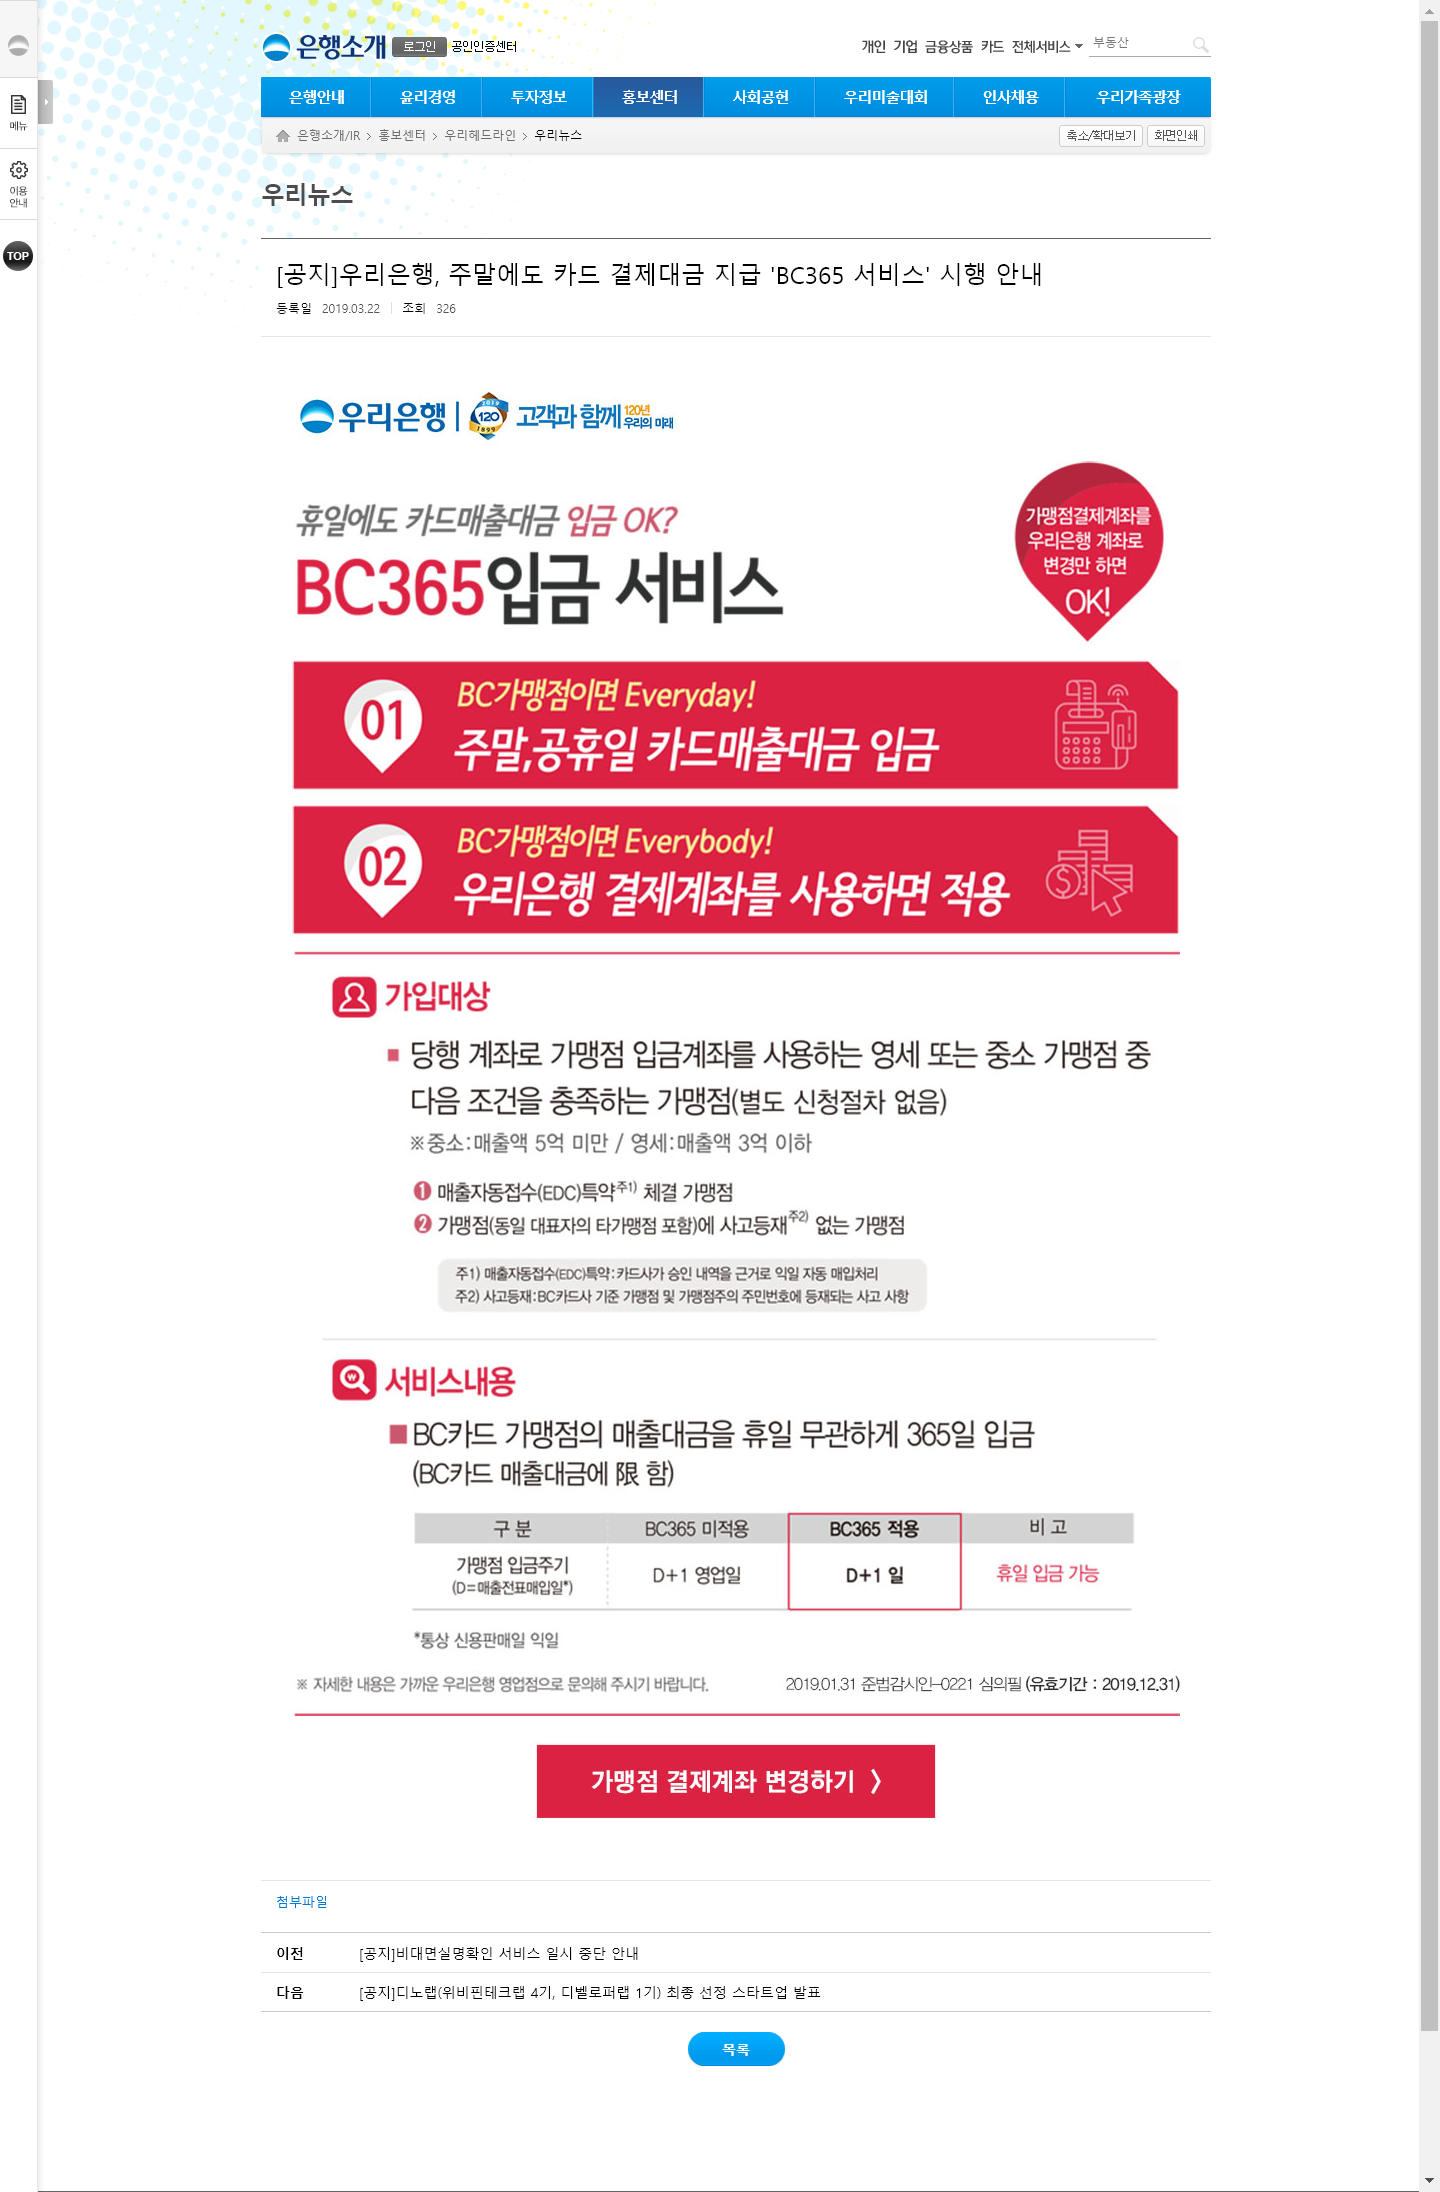 은행소개 로그인 공인인증센터
개인 기업 금융상품 카드 전체서비스 부동산
은행안내 윤리경영 투자정보 홍보센터 사회공헌 우리미술대회 인사채용 우리가족광장
은행소개/IR > 홍보센터 > 우리헤드라인 > 우리뉴스
축소/확대보기 화면인쇄
메뉴
이용
안내
TOP
우리뉴스
[공지]우리은행, 주말에도 카드 결제대금 지급 'BC365 서비스' 시행 안내
등록일 2019.03.22 조회 326
우리은행 | 2019 120 1899 고객과 함께 120년 우리의 미래
휴일에도 카드매출대금 입금 OK?
BC365입금 서비스
가맹점결제계좌를
우리은행 계좌로
변경만 하면
OK!
01 BC가맹점이면 Everyday!
주말,공휴일 카드매출대금 입금
02 BC가맹점이면 Everybody!
우리은행 결제계좌를 사용하면 적용
가입대상
■ 당행 계좌로 가맹점 입금계좌를 사용하는 영세 또는 중소 가맹점 중
다음 조건을 충족하는 가맹점(별도 신청절차 없음)
※중소:매출액 5억 미만 / 영세:매출액 3억 이하
❶ 매출자동접수(EDC)특약주1) 체결 가맹점
❷ 가맹점(동일 대표자의 타가맹점 포함)에 사고등재주2) 없는 가맹점
주1) 매출자동접수(EDC)특약:카드사가 승인 내역을 근거로 익일 자동 매입처리
주2) 사고등재:BC카드사 기준 가맹점 및 가맹점주의 주민번호에 등재되는 사고 사항
서비스내용
■ BC카드 가맹점의 매출대금을 휴일 무관하게 365일 입금
(BC카드 매출대금에 限 함)
구 분 BC365 미적용 BC365 적용 비 고
가맹점 입금주기
(D=매출전표매입일*) D+1 영업일 D+1 일 휴일 입금 가능
*통상 신용판매일 익일
※ 자세한 내용은 가까운 우리은행 영업점으로 문의해 주시기 바랍니다. 2019.01.31 준법감시인-0221 심의필 (유효기간 : 2019.12.31)
가맹점 결제계좌 변경하기 >
첨부파일
이전 [공지]비대면실명확인 서비스 일시 중단 안내
다음 [공지]디노랩(위비핀테크랩 4기, 디벨로퍼랩 1기) 최종 선정 스타트업 발표
목록